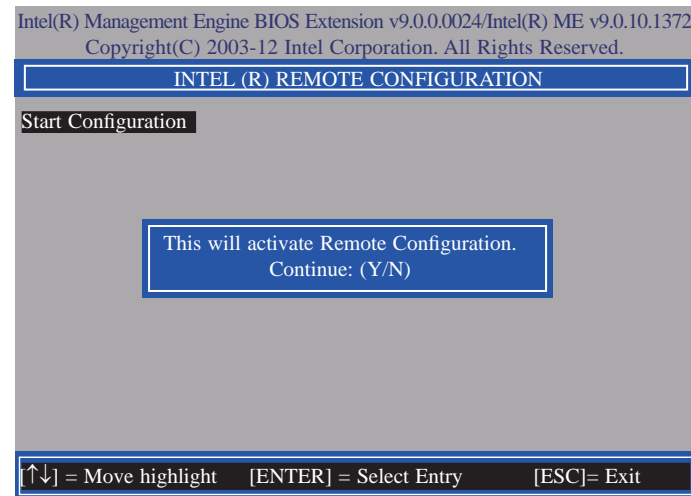 Intel(R) Management Engine BIOS Extension v9.0.0.0024/Intel(R) ME v9.0.10.1372
Copyright(C) 2003-12 Intel Corporation. All Rights Reserved.
INTEL (R) REMOTE CONFIGURATION
Start Configuration
This will activate Remote Configuration.
Continue: (Y/N)
[↑↓] = Move highlight [ENTER] = Select Entry [ESC]= Exit